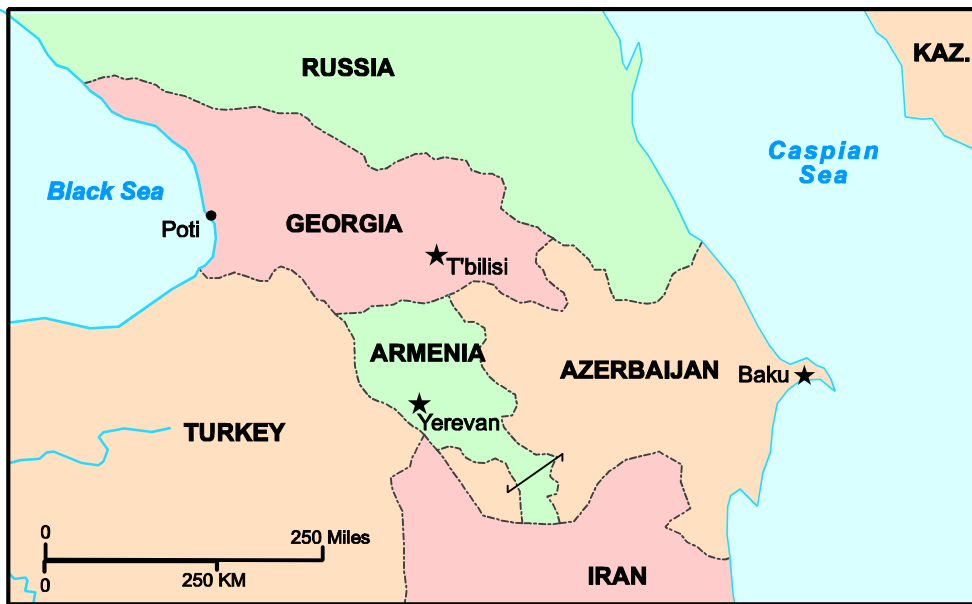 RUSSIA
KAZ.
Caspian
Sea
Black Sea
Poti
GEORGIA
T'bilisi
ARMENIA
AZERBAIJAN
Baku
Yerevan
TURKEY
0
250 Miles
0
250 KM
IRAN